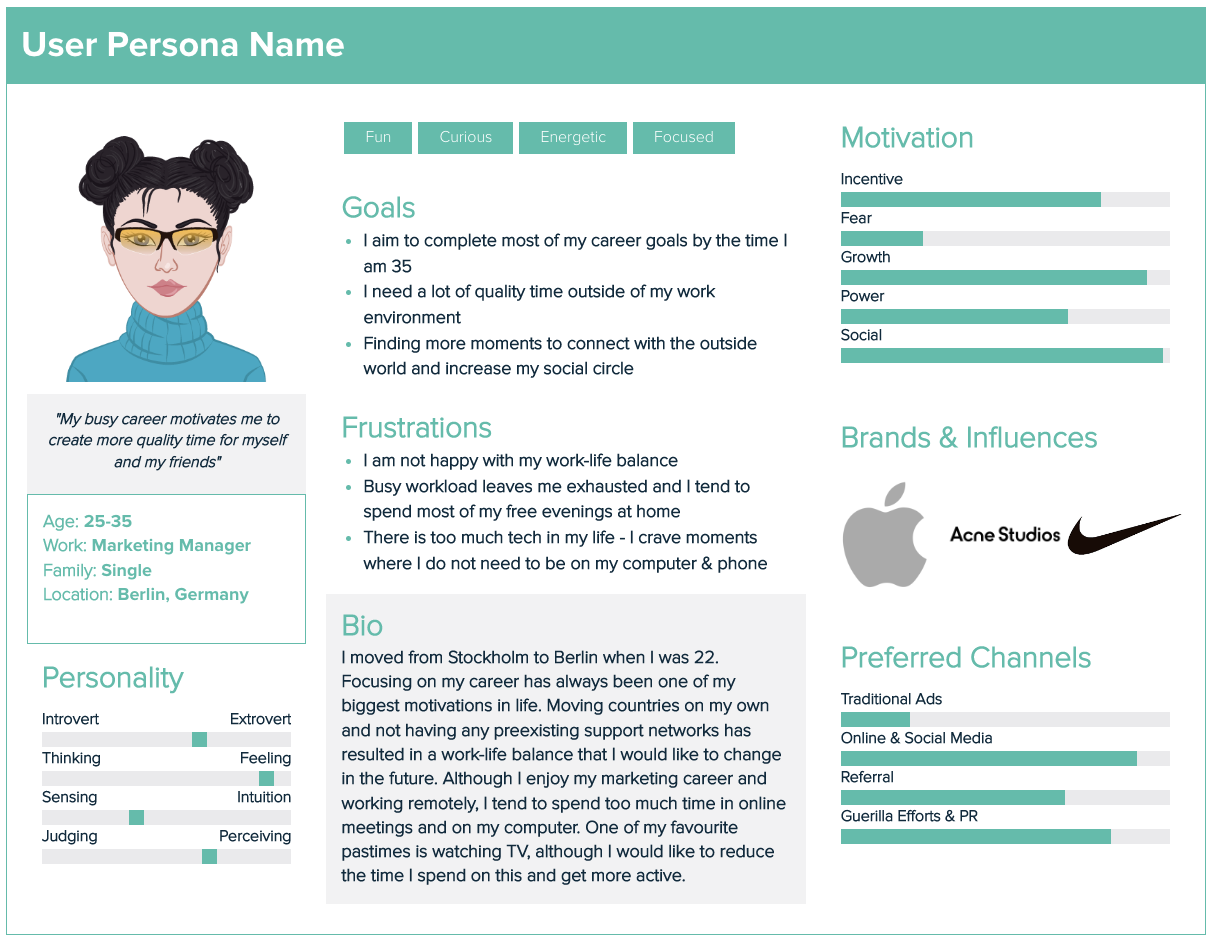 User Persona Name
"My busy career motivates me to
create more quality time for myself
and my friends"
Age: 25-35
Work: Marketing Manager
Family: Single
Location: Berlin, Germany
Personality
Introvert Extrovert
Thinking Feeling
Sensing Intuition
Judging Perceiving
Fun Curious Energetic Focused
Goals
• I aim to complete most of my career goals by the time I
am 35
• I need a lot of quality time outside of my work
environment
• Finding more moments to connect with the outside
world and increase my social circle
Frustrations
• I am not happy with my work-life balance
• Busy workload leaves me exhausted and I tend to
spend most of my free evenings at home
• There is too much tech in my life - I crave moments
where I do not need to be on my computer & phone
Bio
I moved from Stockholm to Berlin when I was 22.
Focusing on my career has always been one of my
biggest motivations in life. Moving countries on my own
and not having any preexisting support networks has
resulted in a work-life balance that I would like to change
in the future. Although I enjoy my marketing career and
working remotely, I tend to spend too much time in online
meetings and on my computer. One of my favourite
pastimes is watching TV, although I would like to reduce
the time I spend on this and get more active.
Motivation
Incentive
Fear
Growth
Power
Social
Brands & Influences
Acne Studios
Preferred Channels
Traditional Ads
Online & Social Media
Referral
Guerilla Efforts & PR